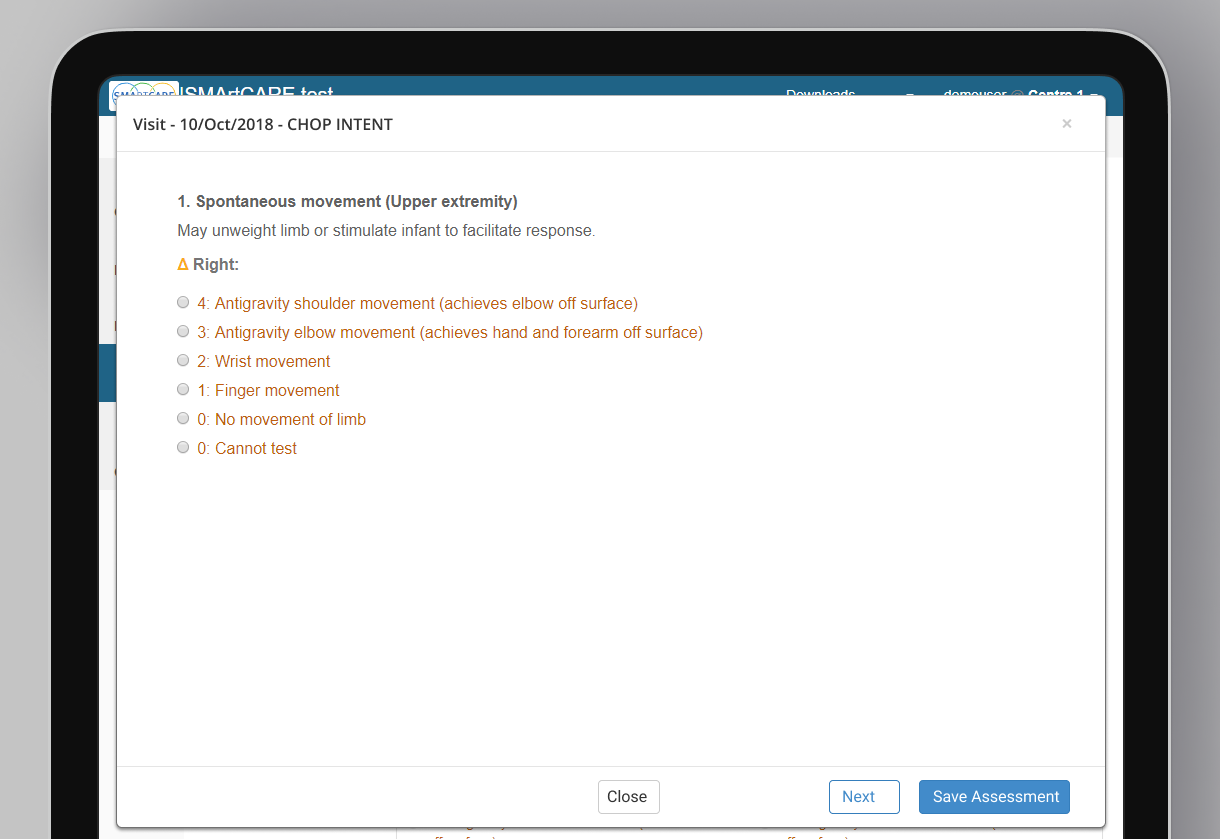 SMARTCARE
SMArtCARE test
Downloads
demouser @ Centre 1
Visit - 10/Oct/2018 - CHOP INTENT
×
1. Spontaneous movement (Upper extremity)
May unweight limb or stimulate infant to facilitate response.
Δ Right:
4: Antigravity shoulder movement (achieves elbow off surface)
3: Antigravity elbow movement (achieves hand and forearm off surface)
2: Wrist movement
1: Finger movement
0: No movement of limb
0: Cannot test
Close
Next
Save Assessment